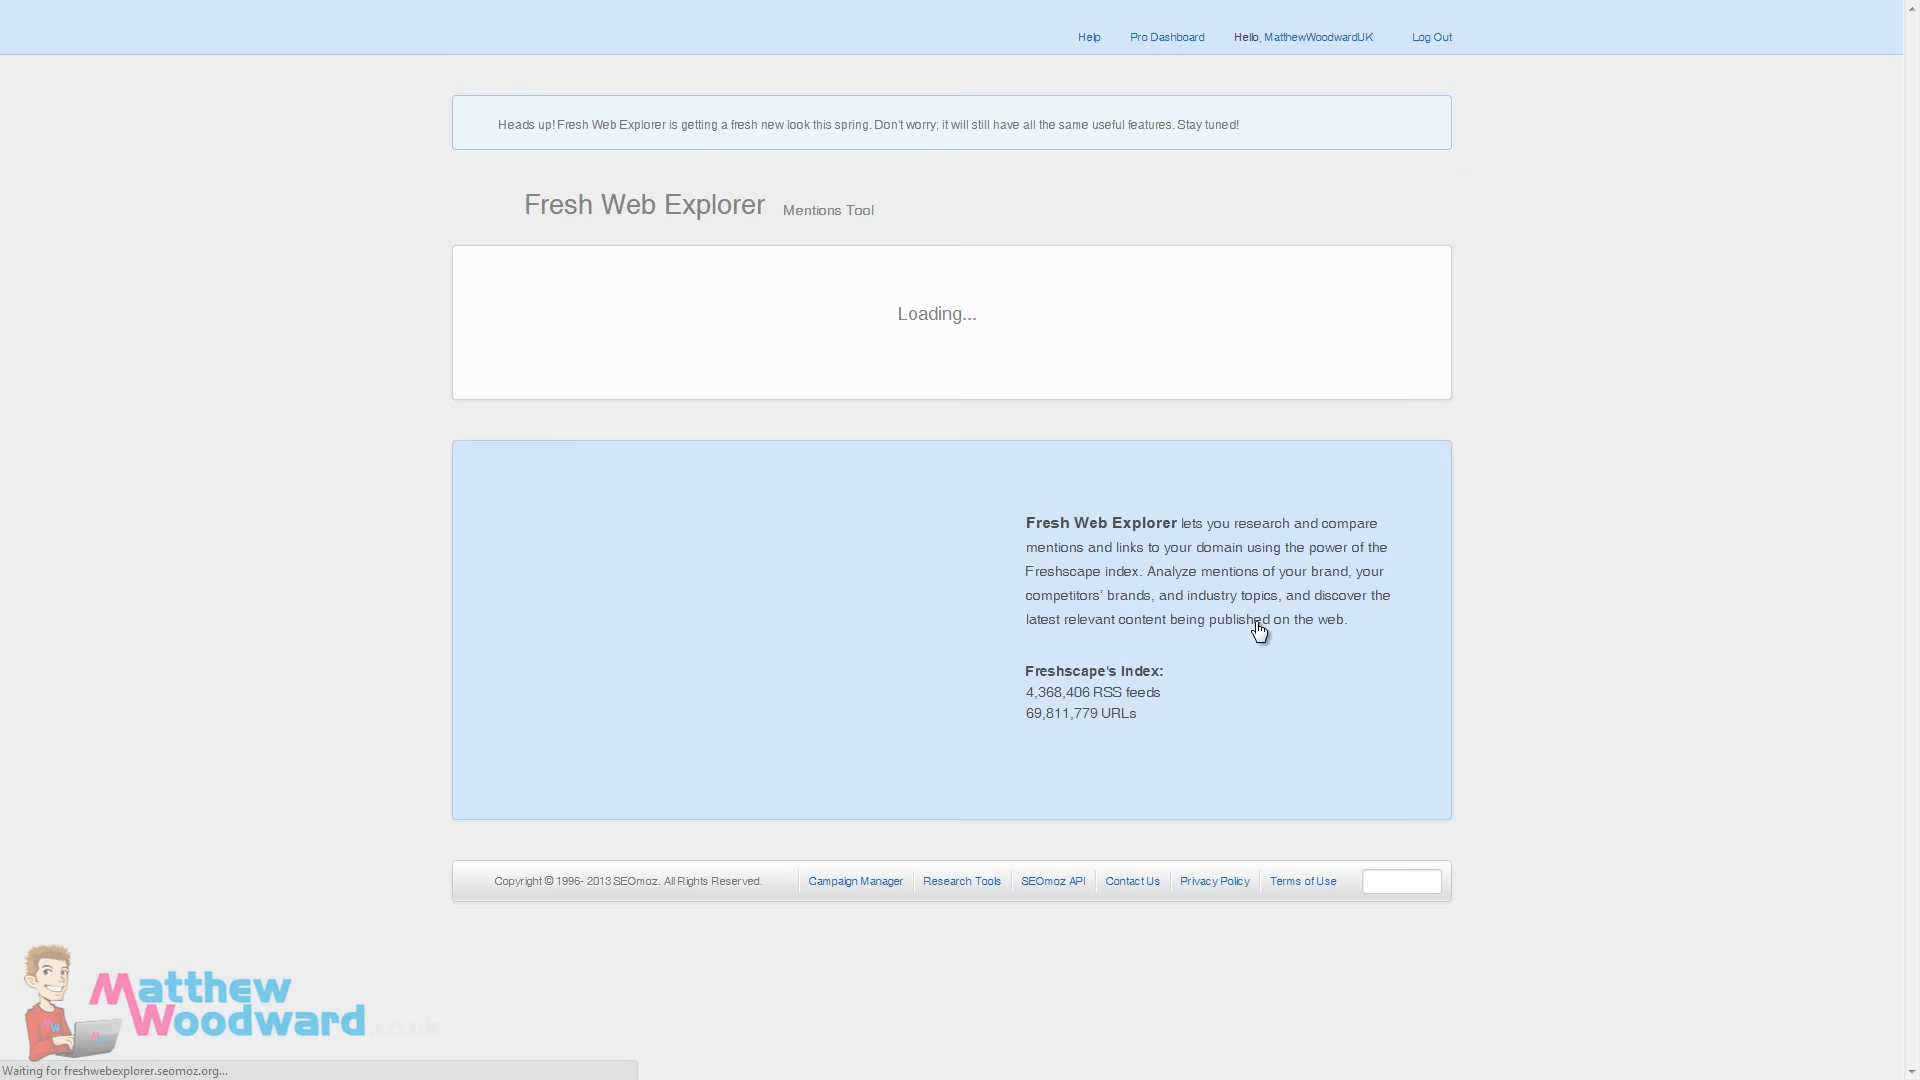 Help Pro Dashboard Hello, MatthewWoodwardUK Log Out
Heads up! Fresh Web Explorer is getting a fresh new look this spring. Don't worry; it will still have all the same useful features. Stay tuned!
Fresh Web Explorer Mentions Tool
Loading...
Fresh Web Explorer lets you research and compare
mentions and links to your domain using the power of the
Freshscape index. Analyze mentions of your brand, your
competitors' brands, and industry topics, and discover the
latest relevant content being published on the web.
Freshscape's Index:
4,368,406 RSS feeds
69,811,779 URLs
Copyright © 1996- 2013 SEOmoz. All Rights Reserved. Campaign Manager Research Tools SEOmoz API Contact Us Privacy Policy Terms of Use
Matthew
Woodward.co.uk
Waiting for freshwebexplorer.seomoz.org...